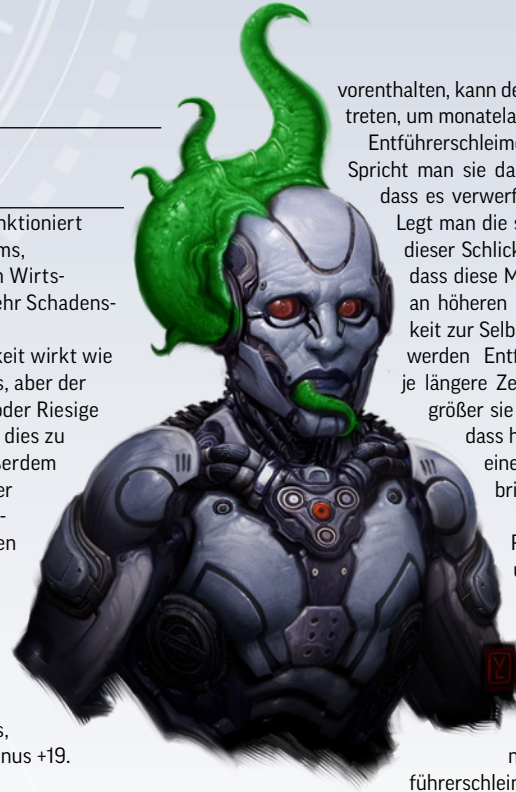 nktioniert
ms,
n Wirts-
ehr Schadens-
keit wirkt wie
s, aber der
oder Riesige
dies zu
ßerdem
er
-
en
s,
nus +19.
vorenthalten, kann de
treten, um monatela
Entführerschleime
Spricht man sie da
dass es verwerf
Legt man die s
dieser Schlick
dass diese M
an höheren
keit zur Selb
werden Entf
je längere Ze
größer sie
dass h
eine
bri
n
führerschlein